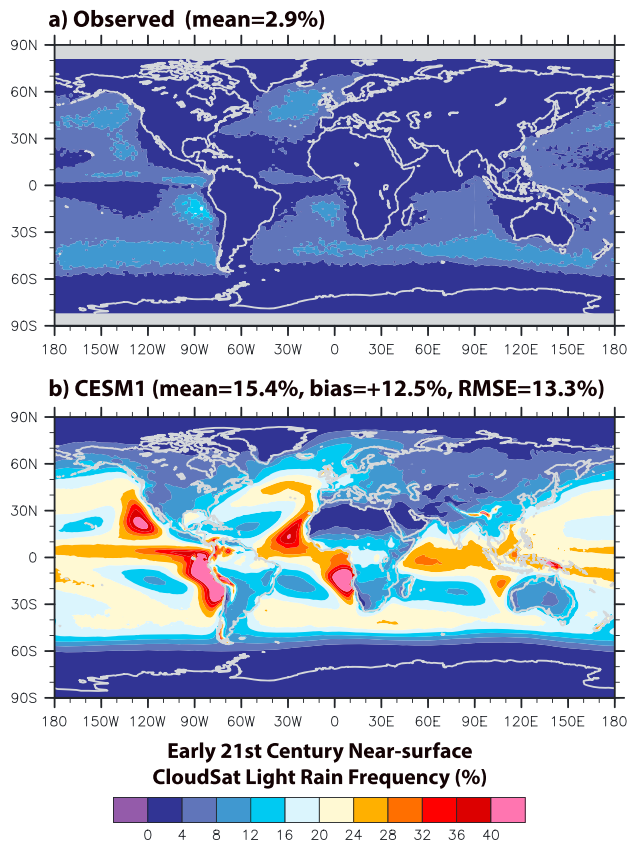 a) Observed (mean=2.9%)
90N
60N
30N
0
30S
60S
90S
180 150W 120W 90W 60W 30W 0 30E 60E 90E 120E 150E 180
b) CESM1 (mean=15.4%, bias=+12.5%, RMSE=13.3%)
90N
60N
30N
0
30S
60S
90S
180 150W 120W 90W 60W 30W 0 30E 60E 90E 120E 150E 180
Early 21st Century Near-surface
CloudSat Light Rain Frequency (%)
0 4 8 12 16 20 24 28 32 36 40